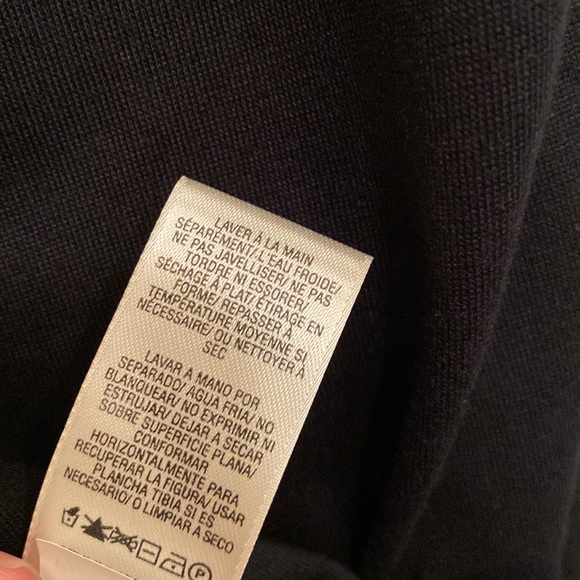 LAVER À LA MAIN
SÉPAREMENT/ L'EAU FROIDE/
NE PAS JAVELLISER/ NE PAS
TORDRE NI ESSORER/
SÉCHAGE À PLAT/ ÉTIRAGE EN
FORME/ REPASSER À
TEMPÉRATURE MOYENNE SI
NÉCESSAIRE/ OU NETTOYER À
SEC
LAVAR A MANO POR
SEPARADO/ AGUA FRIA/ NO
BLANQUEAR/ NO EXPRIMIR NI
ESTRUJAR/ DEJAR A SECAR
SOBRE SUPERFICIE PLANA/
CONFORMAR
HORIZONTALMENTE PARA
RECUPERAR LA FIGURA/ USAR
PLANCHA TIBIA SI ES
NECESARIO/ O LIMPIAR A SECO
P